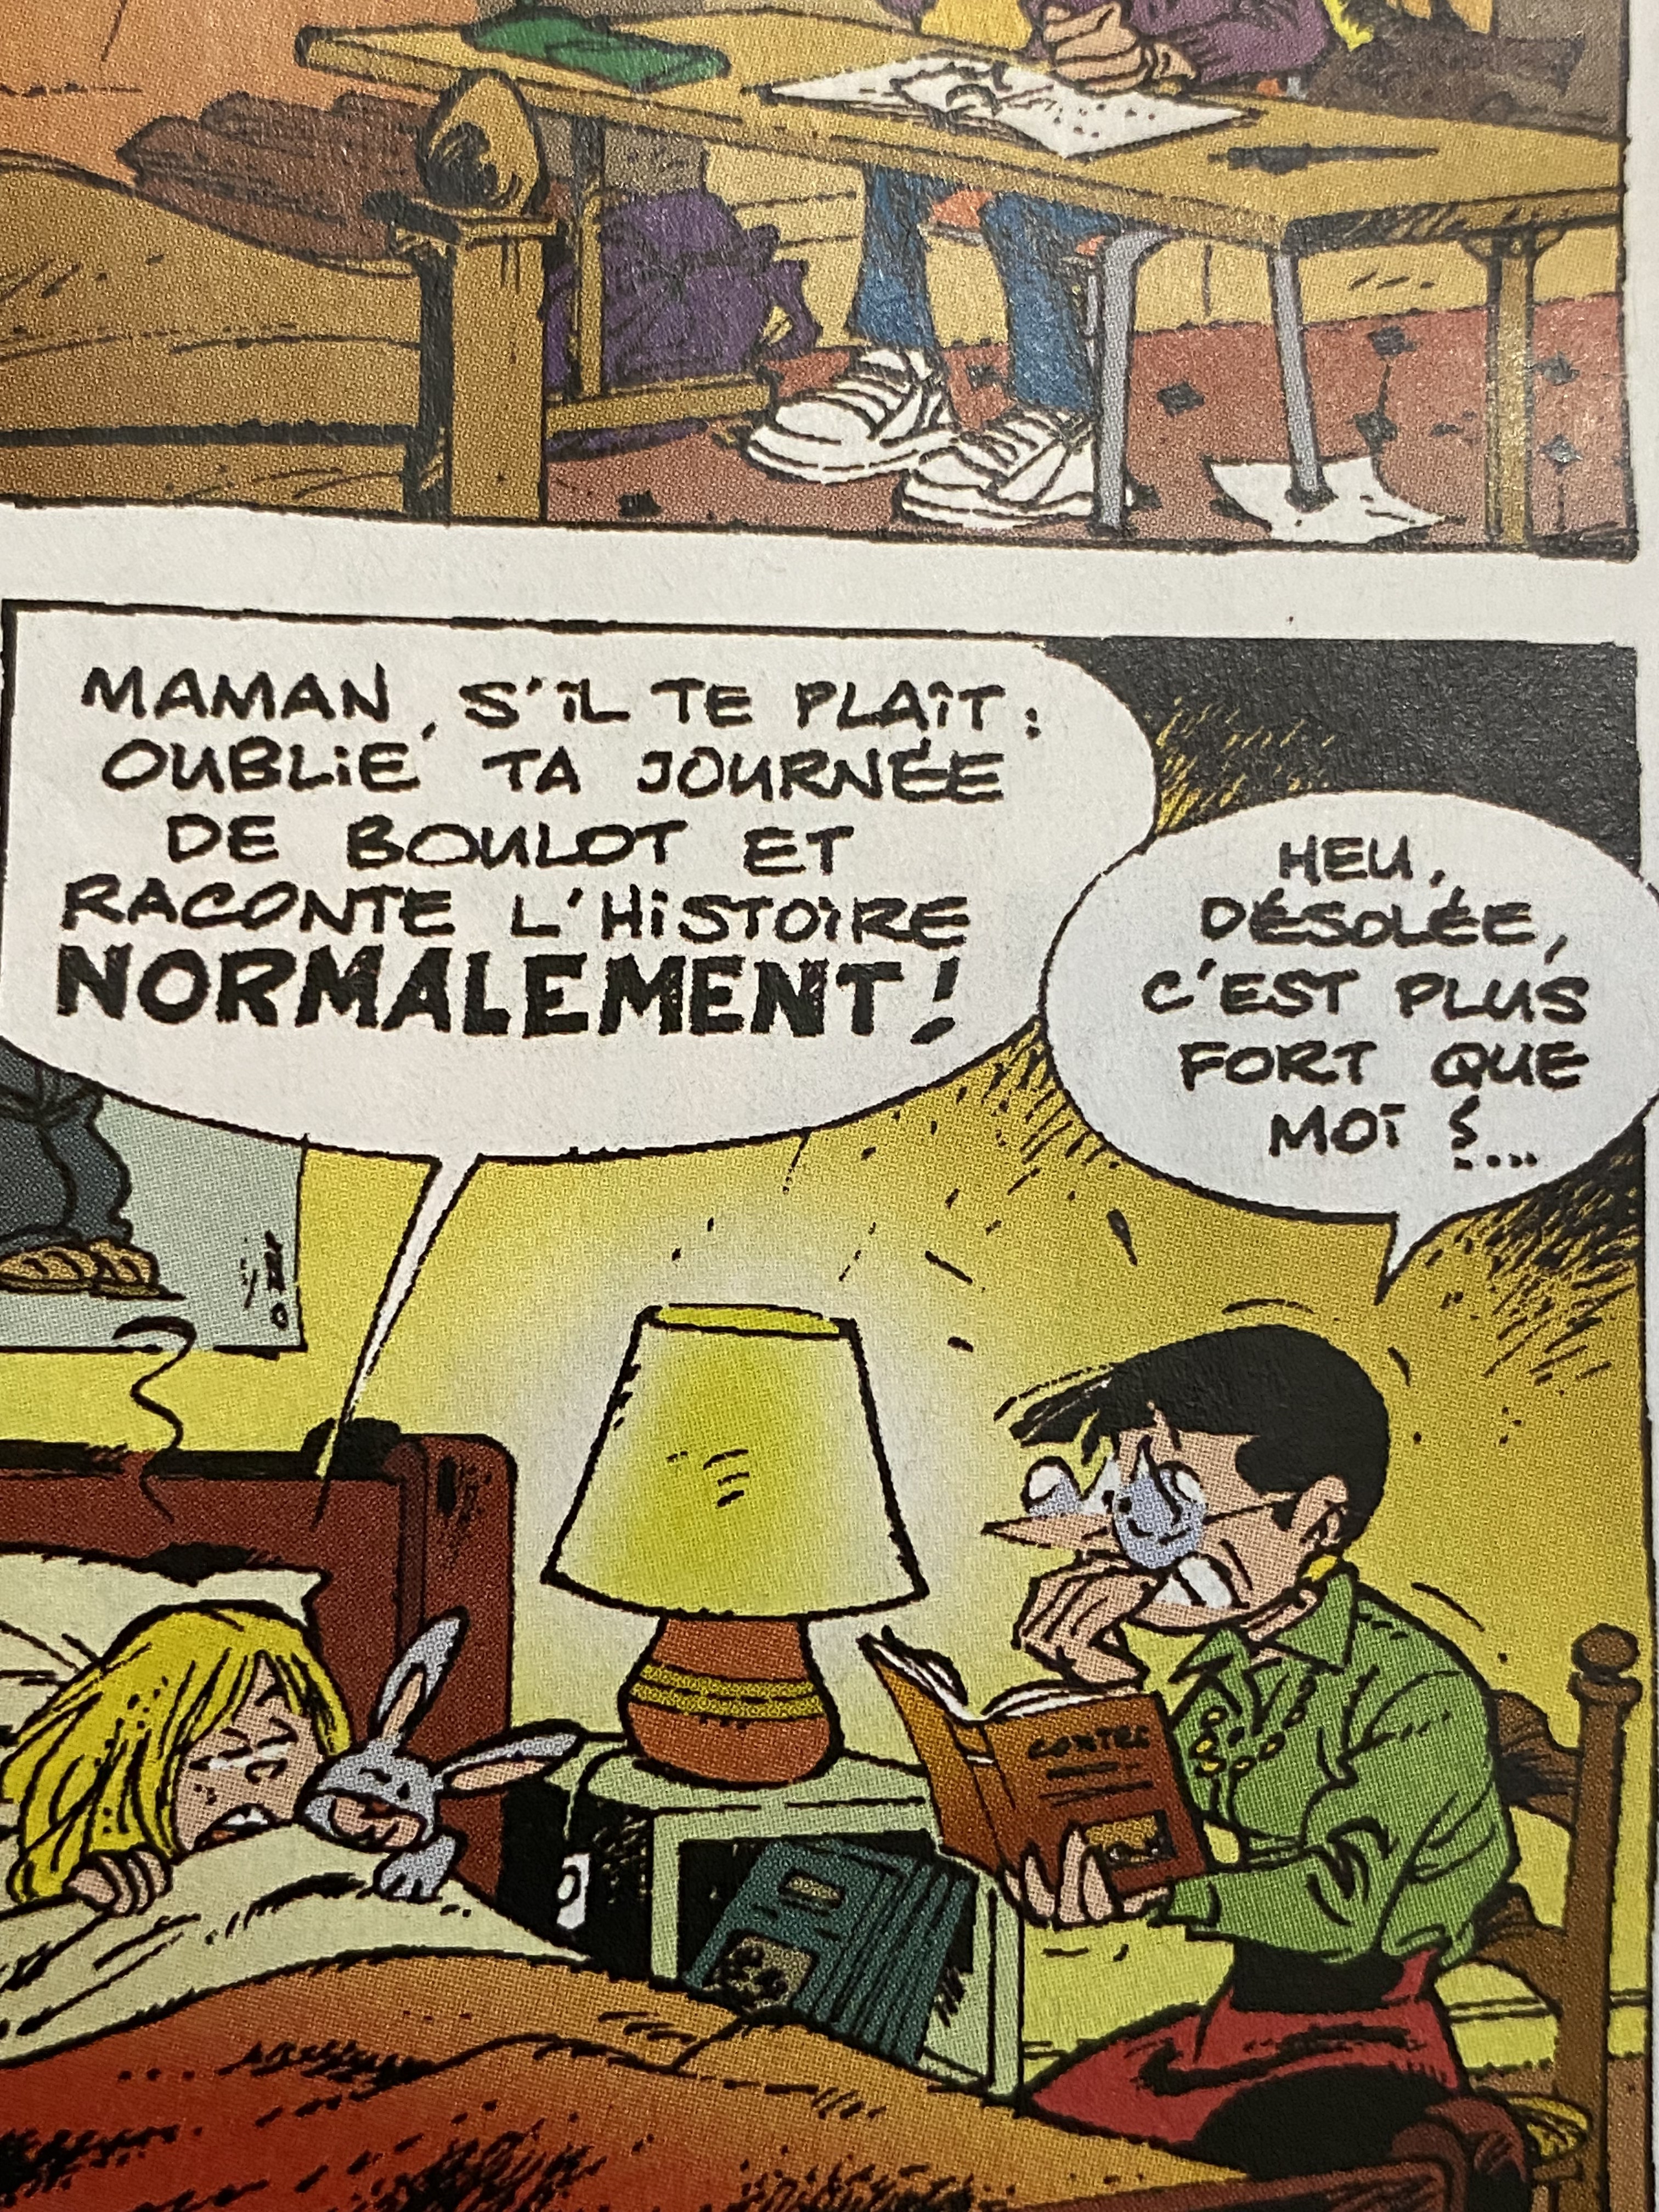 MAMAN, S'IL TE PLAÎT:
OUBLIE TA JOURNÉE
DE BOULOT ET
RACONTE L'HISTOIRE
NORMALEMENT!
HEU,
DÉSOLÉE,
C'EST PLUS
FORT QUE
MOI !...
CONTES